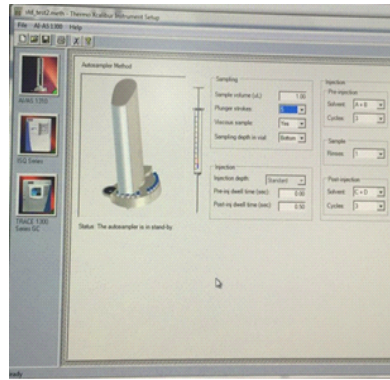 std_test2.meth - Thermo Xcalibur Instrument Setup
File AI-AS 1300 Help
Autosampler Method
AI/AS 1310
ISQ Series
TRACE 1300
Series GC
Status: The autosampler is in stand-by
Sampling
Sample volume (uL) 1.00
Plunger strokes
Viscous sample Yes
Sampling depth in vial Bottom
Injection
Injection depth Standard
Pre-inj dwell time (sec) 0.00
Post-inj dwell time (sec) 0.50
Injection
Pre-injection
Solvent A + B
Cycles 3
Sample
Rinses 1
Post-injection
Solvent C + D
Cycles 3
Ready